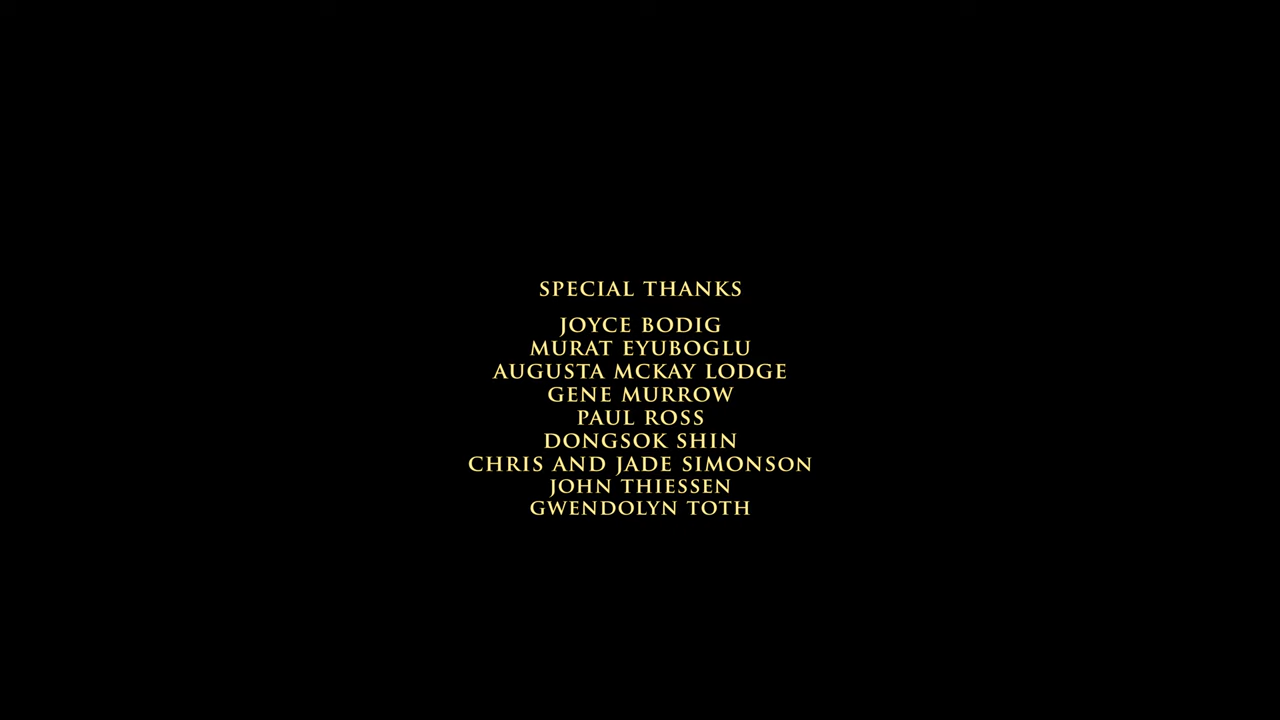 SPECIAL THANKS
JOYCE BODIG
MURAT EYUBOGLU
AUGUSTA MCKAY LODGE
GENE MURROW
PAUL ROSS
DONGSOK SHIN
CHRIS AND JADE SIMONSON
JOHN THIESSEN
GWENDOLYN TOTH